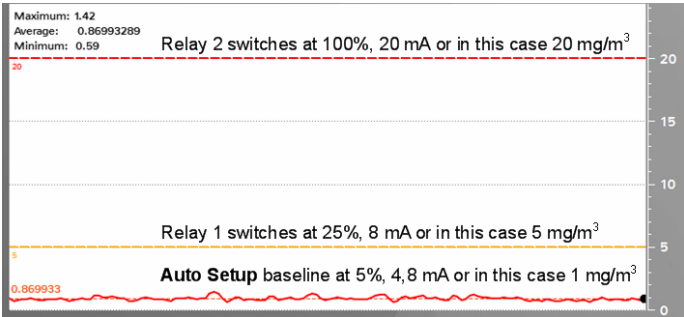 Maximum: 1.42
Average: 0.86993289
Minimum: 0.59
Relay 2 switches at 100%, 20 mA or in this case 20 mg/m³
20
20
15
10
Relay 1 switches at 25%, 8 mA or in this case 5 mg/m³
5
5
Auto Setup baseline at 5%, 4,8 mA or in this case 1 mg/m³
0.869933
0